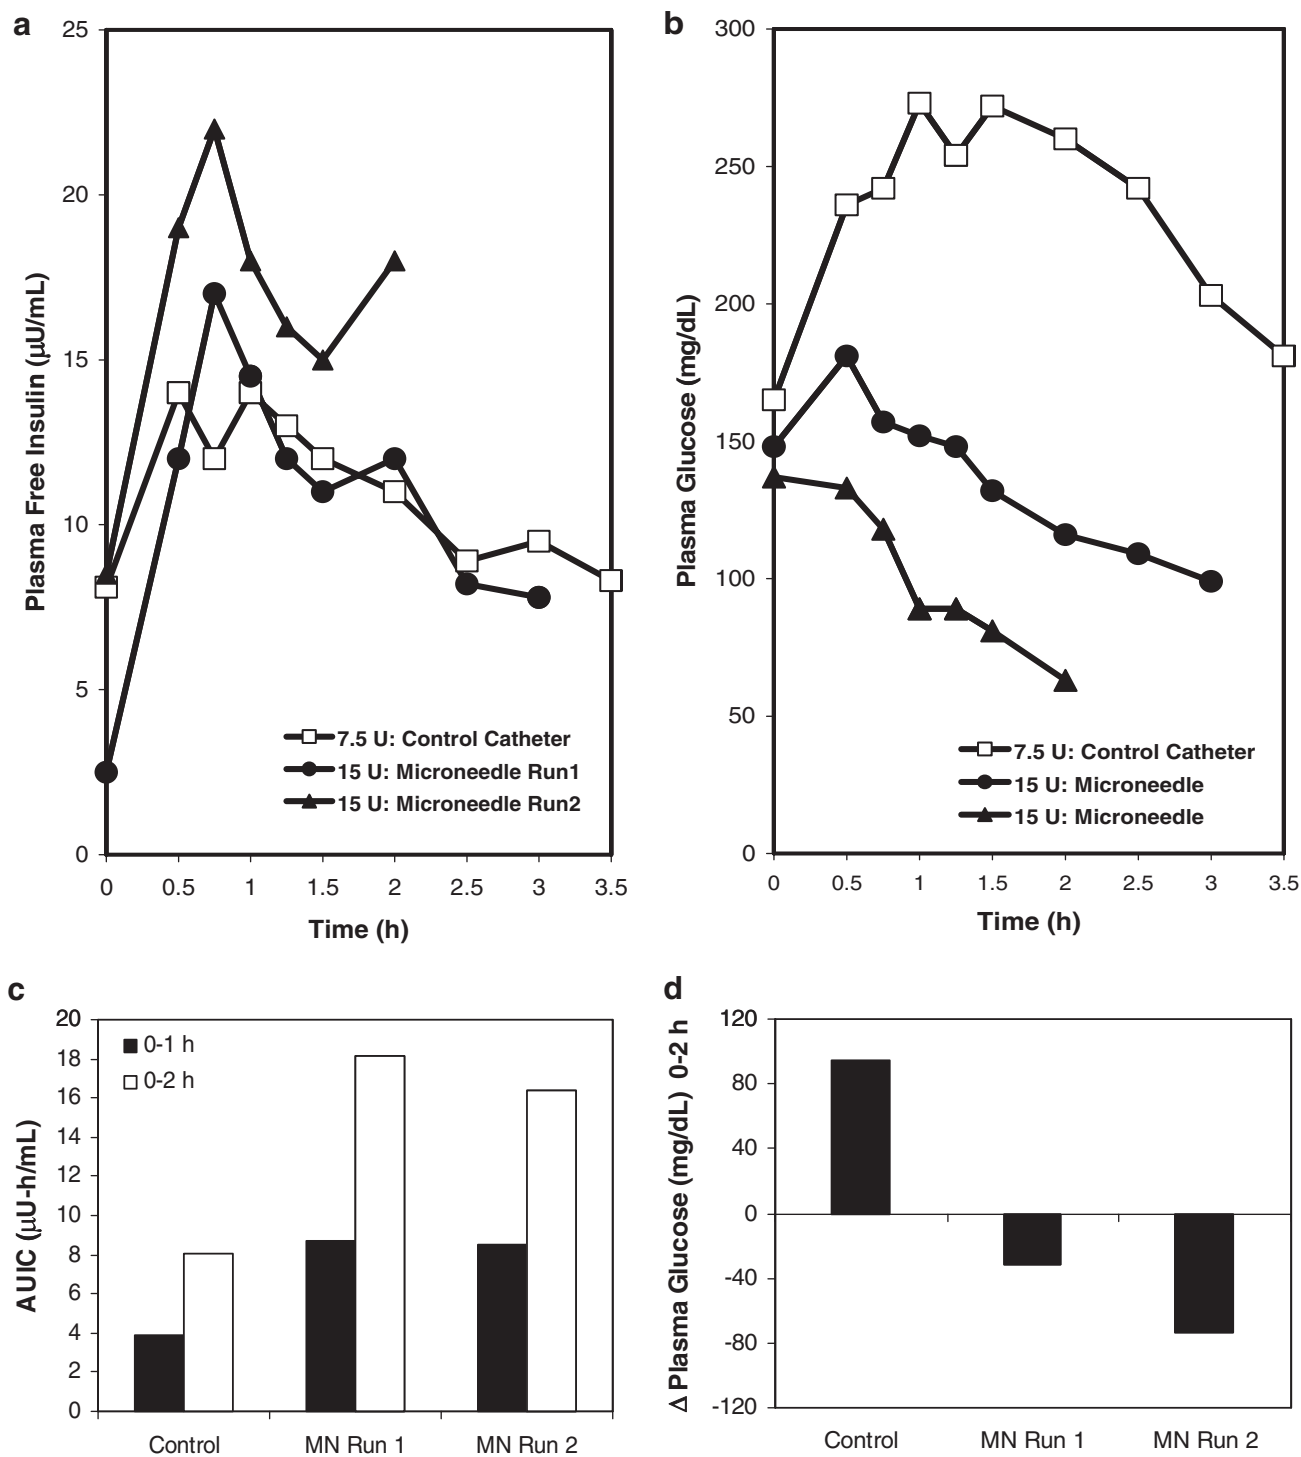 a
25
20
15
10
5
0
Plasma Free Insulin (μU/mL)
7.5 U: Control Catheter
15 U: Microneedle Run1
15 U: Microneedle Run2
0 0.5 1 1.5 2 2.5 3 3.5
Time (h)
b
300
250
200
150
100
50
0
Plasma Glucose (mg/dL)
7.5 U: Control Catheter
15 U: Microneedle
15 U: Microneedle
0 0.5 1 1.5 2 2.5 3 3.5
Time (h)
c
20
18
16
14
12
10
8
6
4
2
0
AUIC (μU-h/mL)
0-1 h
0-2 h
Control MN Run 1 MN Run 2
d
120
80
40
0
-40
-80
-120
Δ Plasma Glucose (mg/dL) 0-2 h
Control MN Run 1 MN Run 2